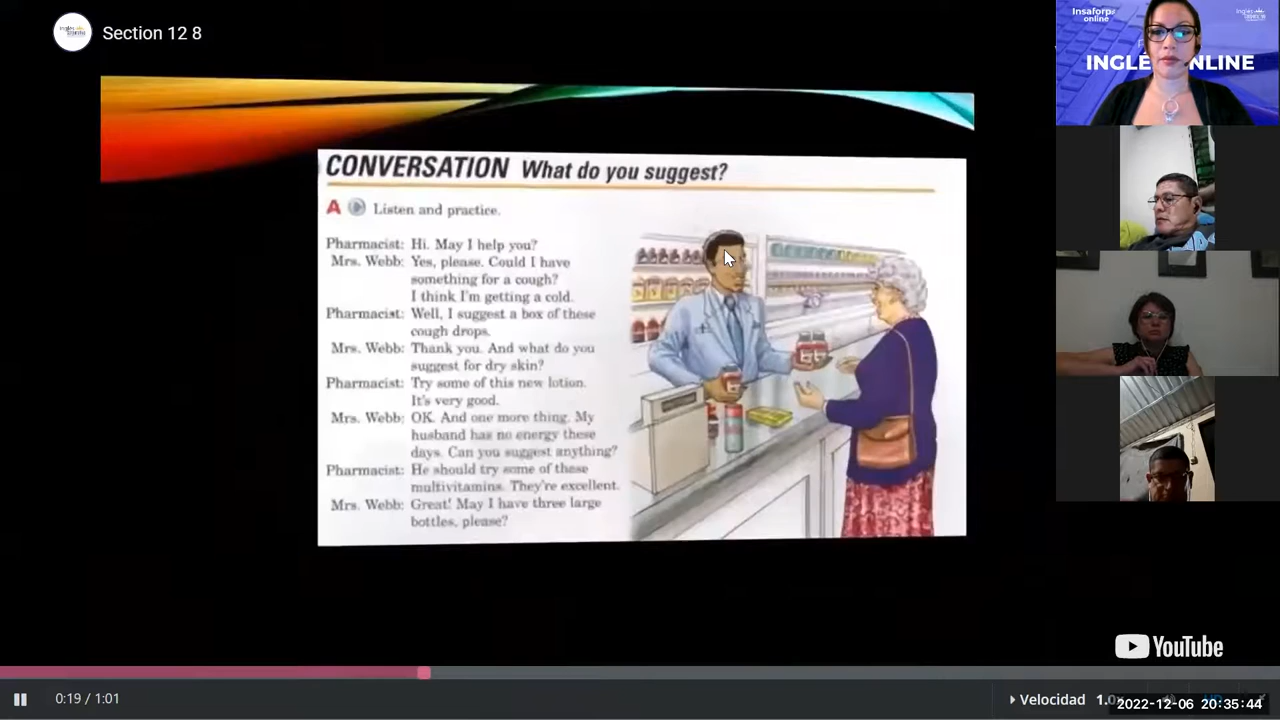 Section 12 8
Insaforp
online
INGLÉ NLINE
CONVERSATION What do you suggest?
A Listen and practice.
Pharmacist: Hi. May I help you?
Mrs. Webb: Yes, please. Could I have
something for a cough?
I think I'm getting a cold.
Pharmacist: Well, I suggest a box of these
cough drops.
Mrs. Webb: Thank you. And what do you
suggest for dry skin?
Pharmacist: Try some of this new lotion.
It's very good.
Mrs. Webb: OK. And one more thing. My
husband has no energy these
days. Can you suggest anything?
Pharmacist: He should try some of these
multivitamins. They're excellent.
Mrs. Webb: Great! May I have three large
bottles, please?
YouTube
0:19 / 1:01
Velocidad 1.0x
2022-12-06 20:35:44